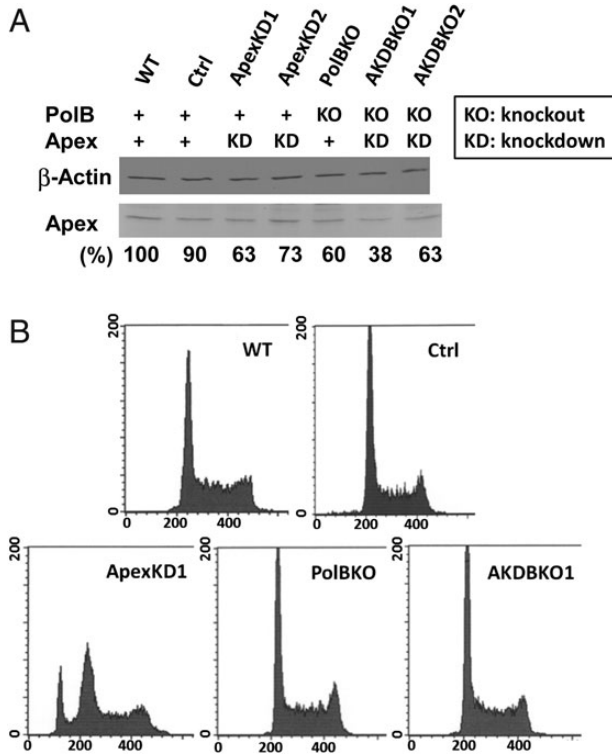 A
WT Ctrl ApexKD1 ApexKD2 PolBKO AKDBKO1 AKDBKO2
PolB + + + + KO KO KO
Apex + + KD KD + KD KD
KO: knockout
KD: knockdown
β-Actin
Apex
(%) 100 90 63 73 60 38 63
B
200
WT
0
0 200 400
200
Ctrl
0
0 200 400
200
ApexKD1
0
0 200 400
200
PolBKO
0
0 200 400
200
AKDBKO1
0
0 200 400